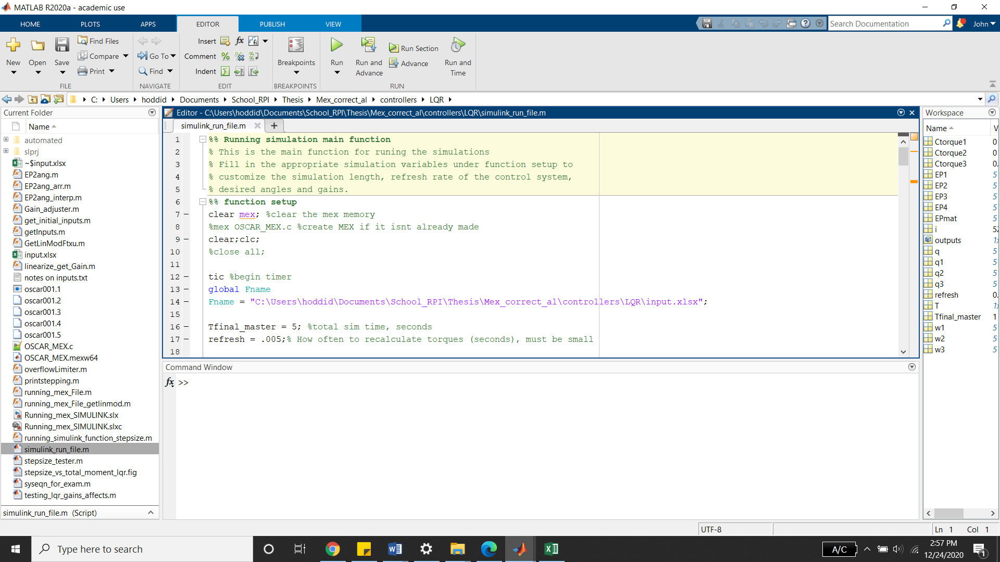 MATLAB R2020a - academic use
HOME PLOTS APPS EDITOR PUBLISH VIEW
Search Documentation
John
New
Open
Save
Find Files
Compare
Print
FILE
Go To
Find
NAVIGATE
Insert
Comment
Indent
EDIT
Breakpoints
BREAKPOINTS
Run
Run and
Advance
Run Section
Advance
Run and
Time
RUN
C: Users hoddid Documents School_RPI Thesis Mex_correct_al controllers LQR
Current Folder
Name
automated
slprj
~$input.xlsx
EP2ang.m
EP2ang_arr.m
EP2ang_interp.m
Gain_adjuster.m
get_initial_inputs.m
getInputs.m
GetLinModFtxu.m
input.xlsx
linearize_get_Gain.m
notes on inputs.txt
oscar001.1
oscar001.2
oscar001.3
oscar001.4
oscar001.5
OSCAR_MEX.c
OSCAR_MEX.mexw64
overflowLimiter.m
printstepping.m
running_mex_File.m
running_mex_File_getlinmod.m
Running_mex_SIMULINK.slx
Running_mex_SIMULINK.slxc
running_simulink_function_stepsize.m
simulink_run_file.m
stepsize_tester.m
stepsize_vs_total_moment_lqr.fig
syseqn_for_exam.m
testing_lqr_gains_affects.m
simulink_run_file.m (Script)
Editor - C:\Users\hoddid\Documents\School_RPI\Thesis\Mex_correct_al\controllers\LQR\simulink_run_file.m
simulink_run_file.m
1 %% Running simulation main function
2 % This is the main function for runing the simulations
3 % Fill in the appropriate simulation variables under function setup to
4 % customize the simulation length, refresh rate of the control system,
5 % desired angles and gains.
6 %% function setup
7 – clear mex; %clear the mex memory
8 %mex OSCAR_MEX.c %create MEX if it isnt already made
9 – clear;clc;
10 %close all;
11
12 – tic %begin timer
13 – global Fname
14 – Fname = "C:\Users\hoddid\Documents\School_RPI\Thesis\Mex_correct_al\controllers\LQR\input.xlsx";
15
16 – Tfinal_master = 5; %total sim time, seconds
17 – refresh = .005;% How often to recalculate torques (seconds), must be small
18
Command Window
fx >>
Workspace
Name V
Ctorque1 0
Ctorque2 0
Ctorque3 0.
EP1 5
EP2 5
EP3 5
EP4 5
EPmat 5
i 52
outputs 1x
q 5
q1 5
q2 5
q3 5
refresh 0.
T 1x
Tfinal_master 1
w1 5
w2 5
w3 5
UTF-8
Ln 1 Col 1
Type here to search
A/C
2:57 PM
12/24/2020
1